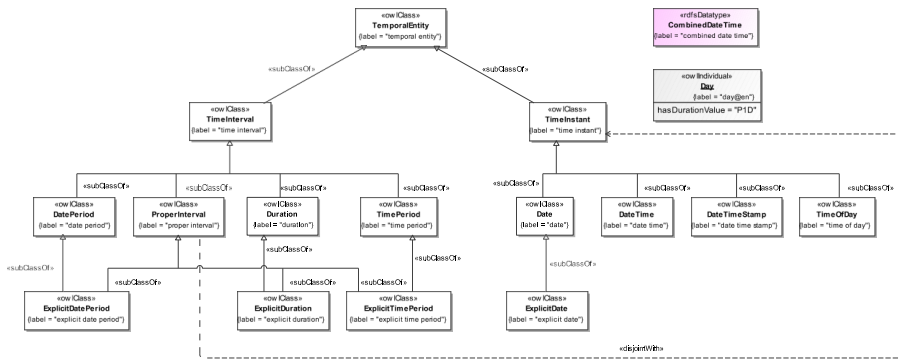 «owlClass»
TemporalEntity
{label = "temporal entity"}
«rdfsDatatype»
CombinedDateTime
{label = "combined date time"}
«subClassOf»
«subClassOf»
«owlIndividual»
Day
{label = "day@en"}
hasDurationValue = "P1D"
«owlClass»
TimeInterval
{label = "time interval"}
«owlClass»
TimeInstant
{label = "time instant"}
«subClassOf»
«subClassOf»
«subClassOf»
«subClassOf»
«subClassOf»
«subClassOf»
«subClassOf»
«subClassOf»
«owlClass»
DatePeriod
{label = "date period"}
«owlClass»
ProperInterval
{label = "proper interval"}
«owlClass»
Duration
{label = "duration"}
«owlClass»
TimePeriod
{label = "time period"}
«owlClass»
Date
{label = "date"}
«owlClass»
DateTime
{label = "date time"}
«owlClass»
DateTimeStamp
{label = "date time stamp"}
«owlClass»
TimeOfDay
{label = "time of day"}
«subClassOf»
«subClassOf»
«subClassOf»
«subClassOf»
«subClassOf»
«subClassOf»
«subClassOf»
«owlClass»
ExplicitDatePeriod
{label = "explicit date period"}
«owlClass»
ExplicitDuration
{label = "explicit duration"}
«owlClass»
ExplicitTimePeriod
{label = "explicit time period"}
«owlClass»
ExplicitDate
{label = "explicit date"}
«disjointWith»